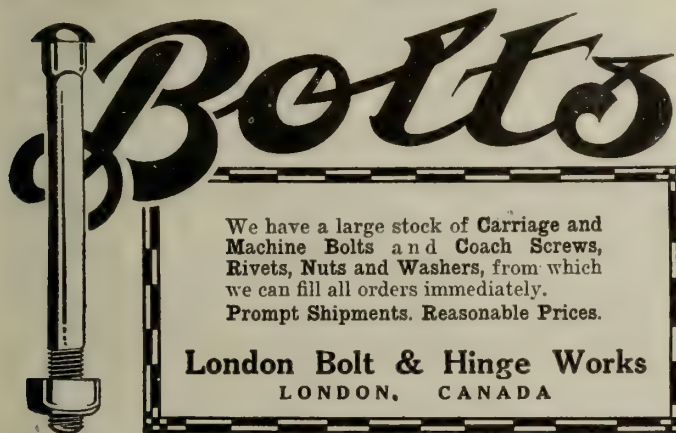 Bolts
We have a large stock of Carriage and
Machine Bolts and Coach Screws,
Rivets, Nuts and Washers, from which
we can fill all orders immediately.
Prompt Shipments. Reasonable Prices.
London Bolt & Hinge Works
LONDON, CANADA